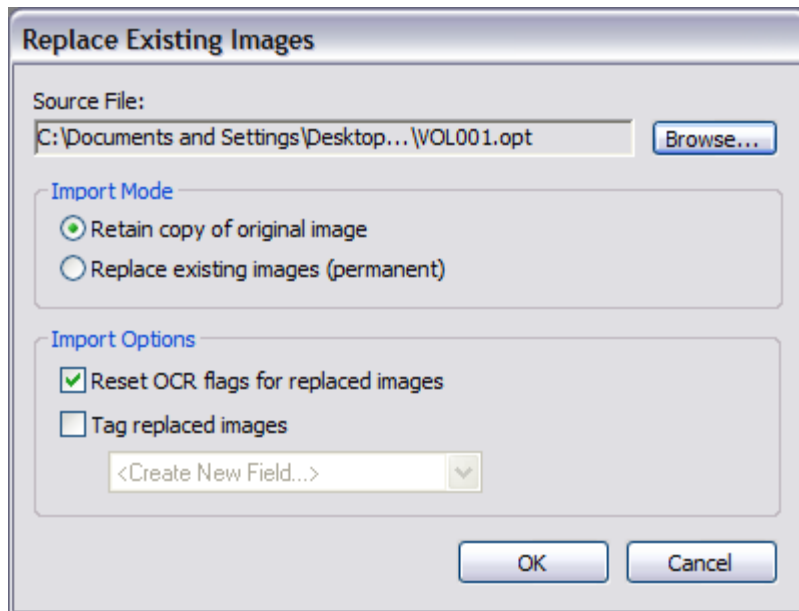 Replace Existing Images
Source File:
C:\Documents and Settings\Desktop...\VOL001.opt
Browse...
Import Mode
Retain copy of original image
Replace existing images (permanent)
Import Options
Reset OCR flags for replaced images
Tag replaced images
<Create New Field...>
OK
Cancel